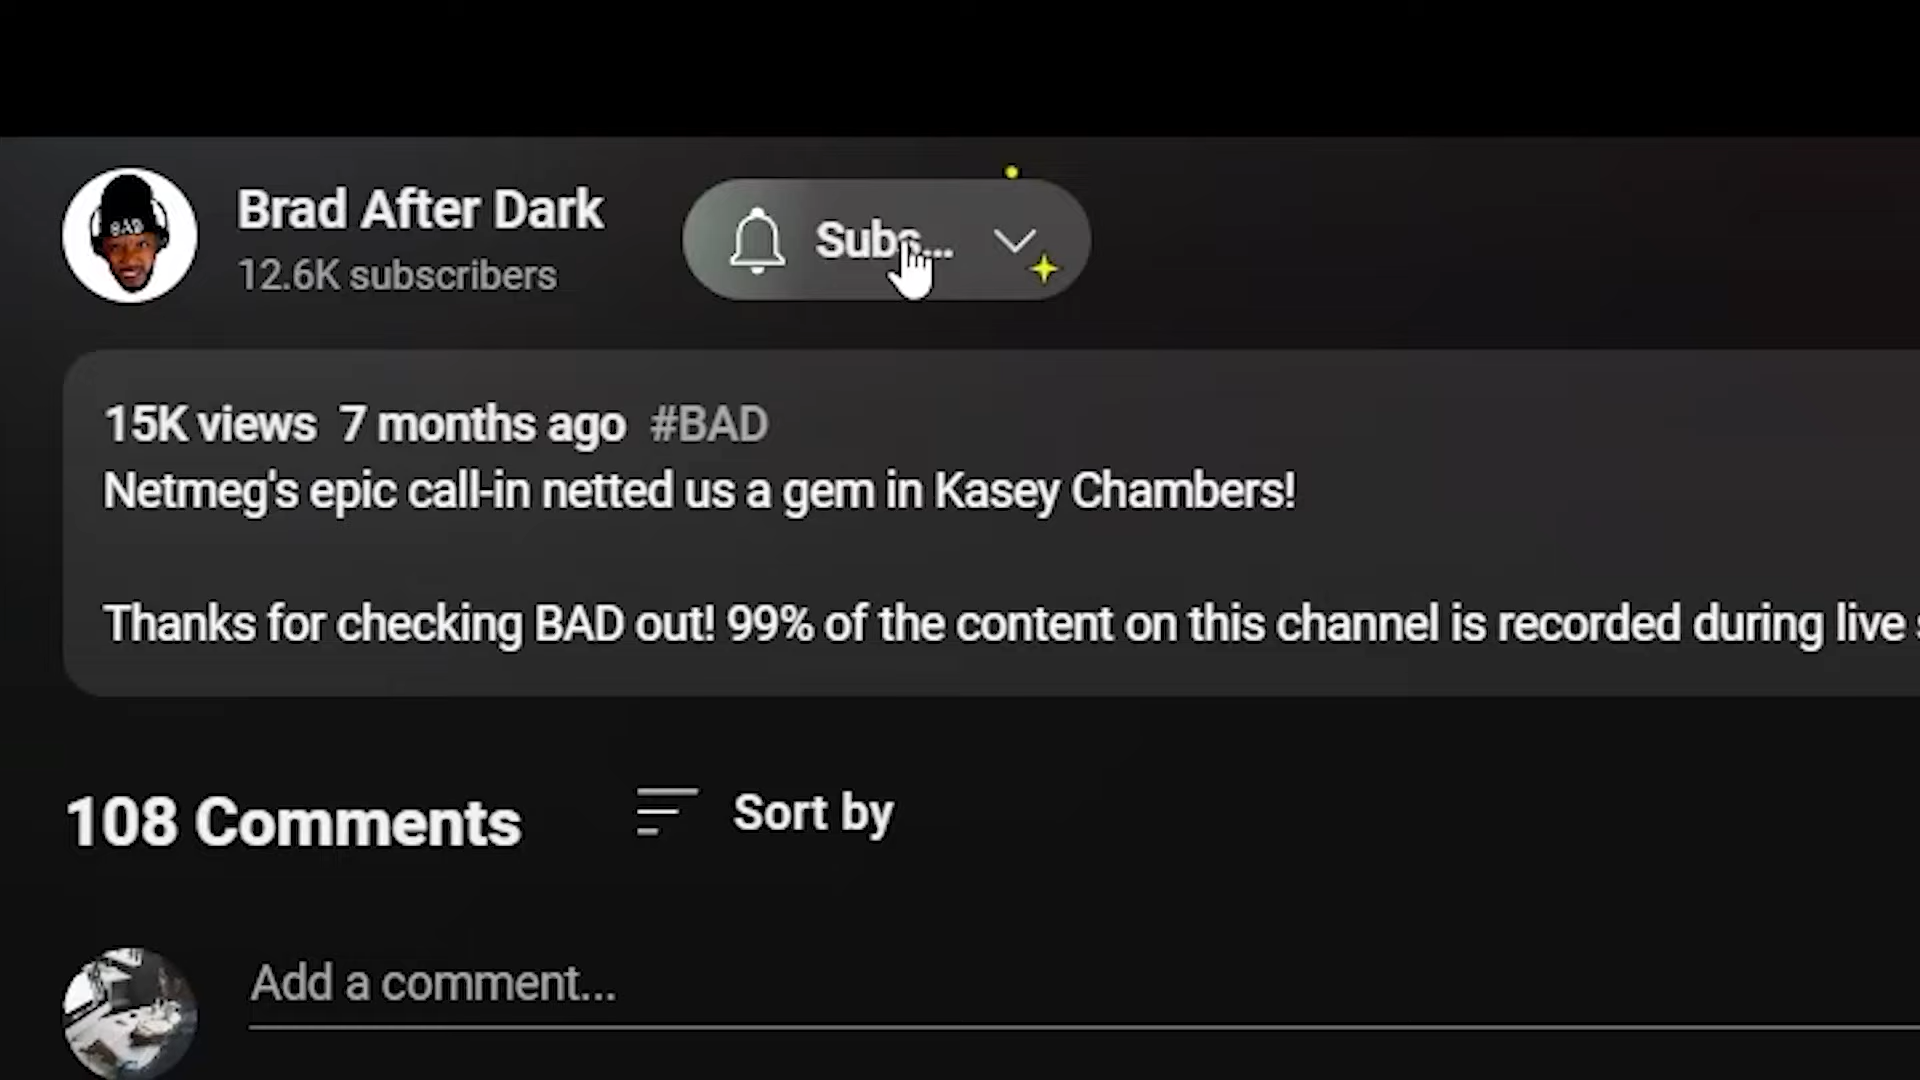 BAD
Brad After Dark
12.6K subscribers
Subs...
15K views 7 months ago #BAD
Netmeg's epic call-in netted us a gem in Kasey Chambers!
Thanks for checking BAD out! 99% of the content on this channel is recorded during live
108 Comments
Sort by
Add a comment...